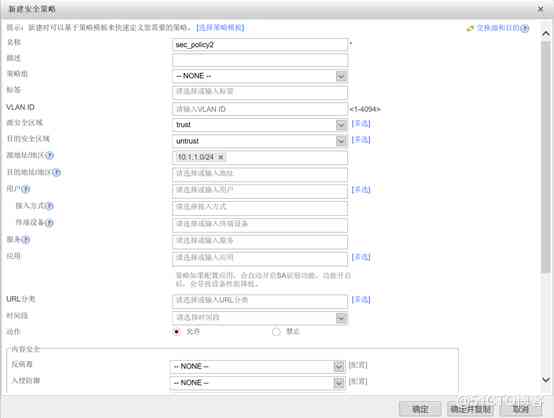 新建安全策略
提示：新建时可以基于策略模板来快速定义您需要的策略。 [选择策略模板]
交换源和目的
名称 sec_policy2 *
描述
策略组 -- NONE --
标签 请选择或输入标签
VLAN ID 请输入VLAN ID <1-4094>
源安全区域 trust [多选]
目的安全区域 untrust [多选]
源地址/地区 10.1.1.0/24
目的地址/地区 请选择或输入地址
用户 请选择或输入用户 [多选]
接入方式 请选择接入方式
终端设备 请选择或输入终端设备
服务 请选择或输入服务
应用 请选择或输入应用 [多选]
策略如果配置应用，会自动开启SA识别功能。功能开启
后，会导致设备性能降低。
URL分类 请选择或输入URL分类 [多选]
时间段 请选择时间段
动作 允许 禁止
内容安全
反病毒 -- NONE -- [配置]
入侵防御 -- NONE -- [配置]
确定 确定并复制 取消
@51CTO博客